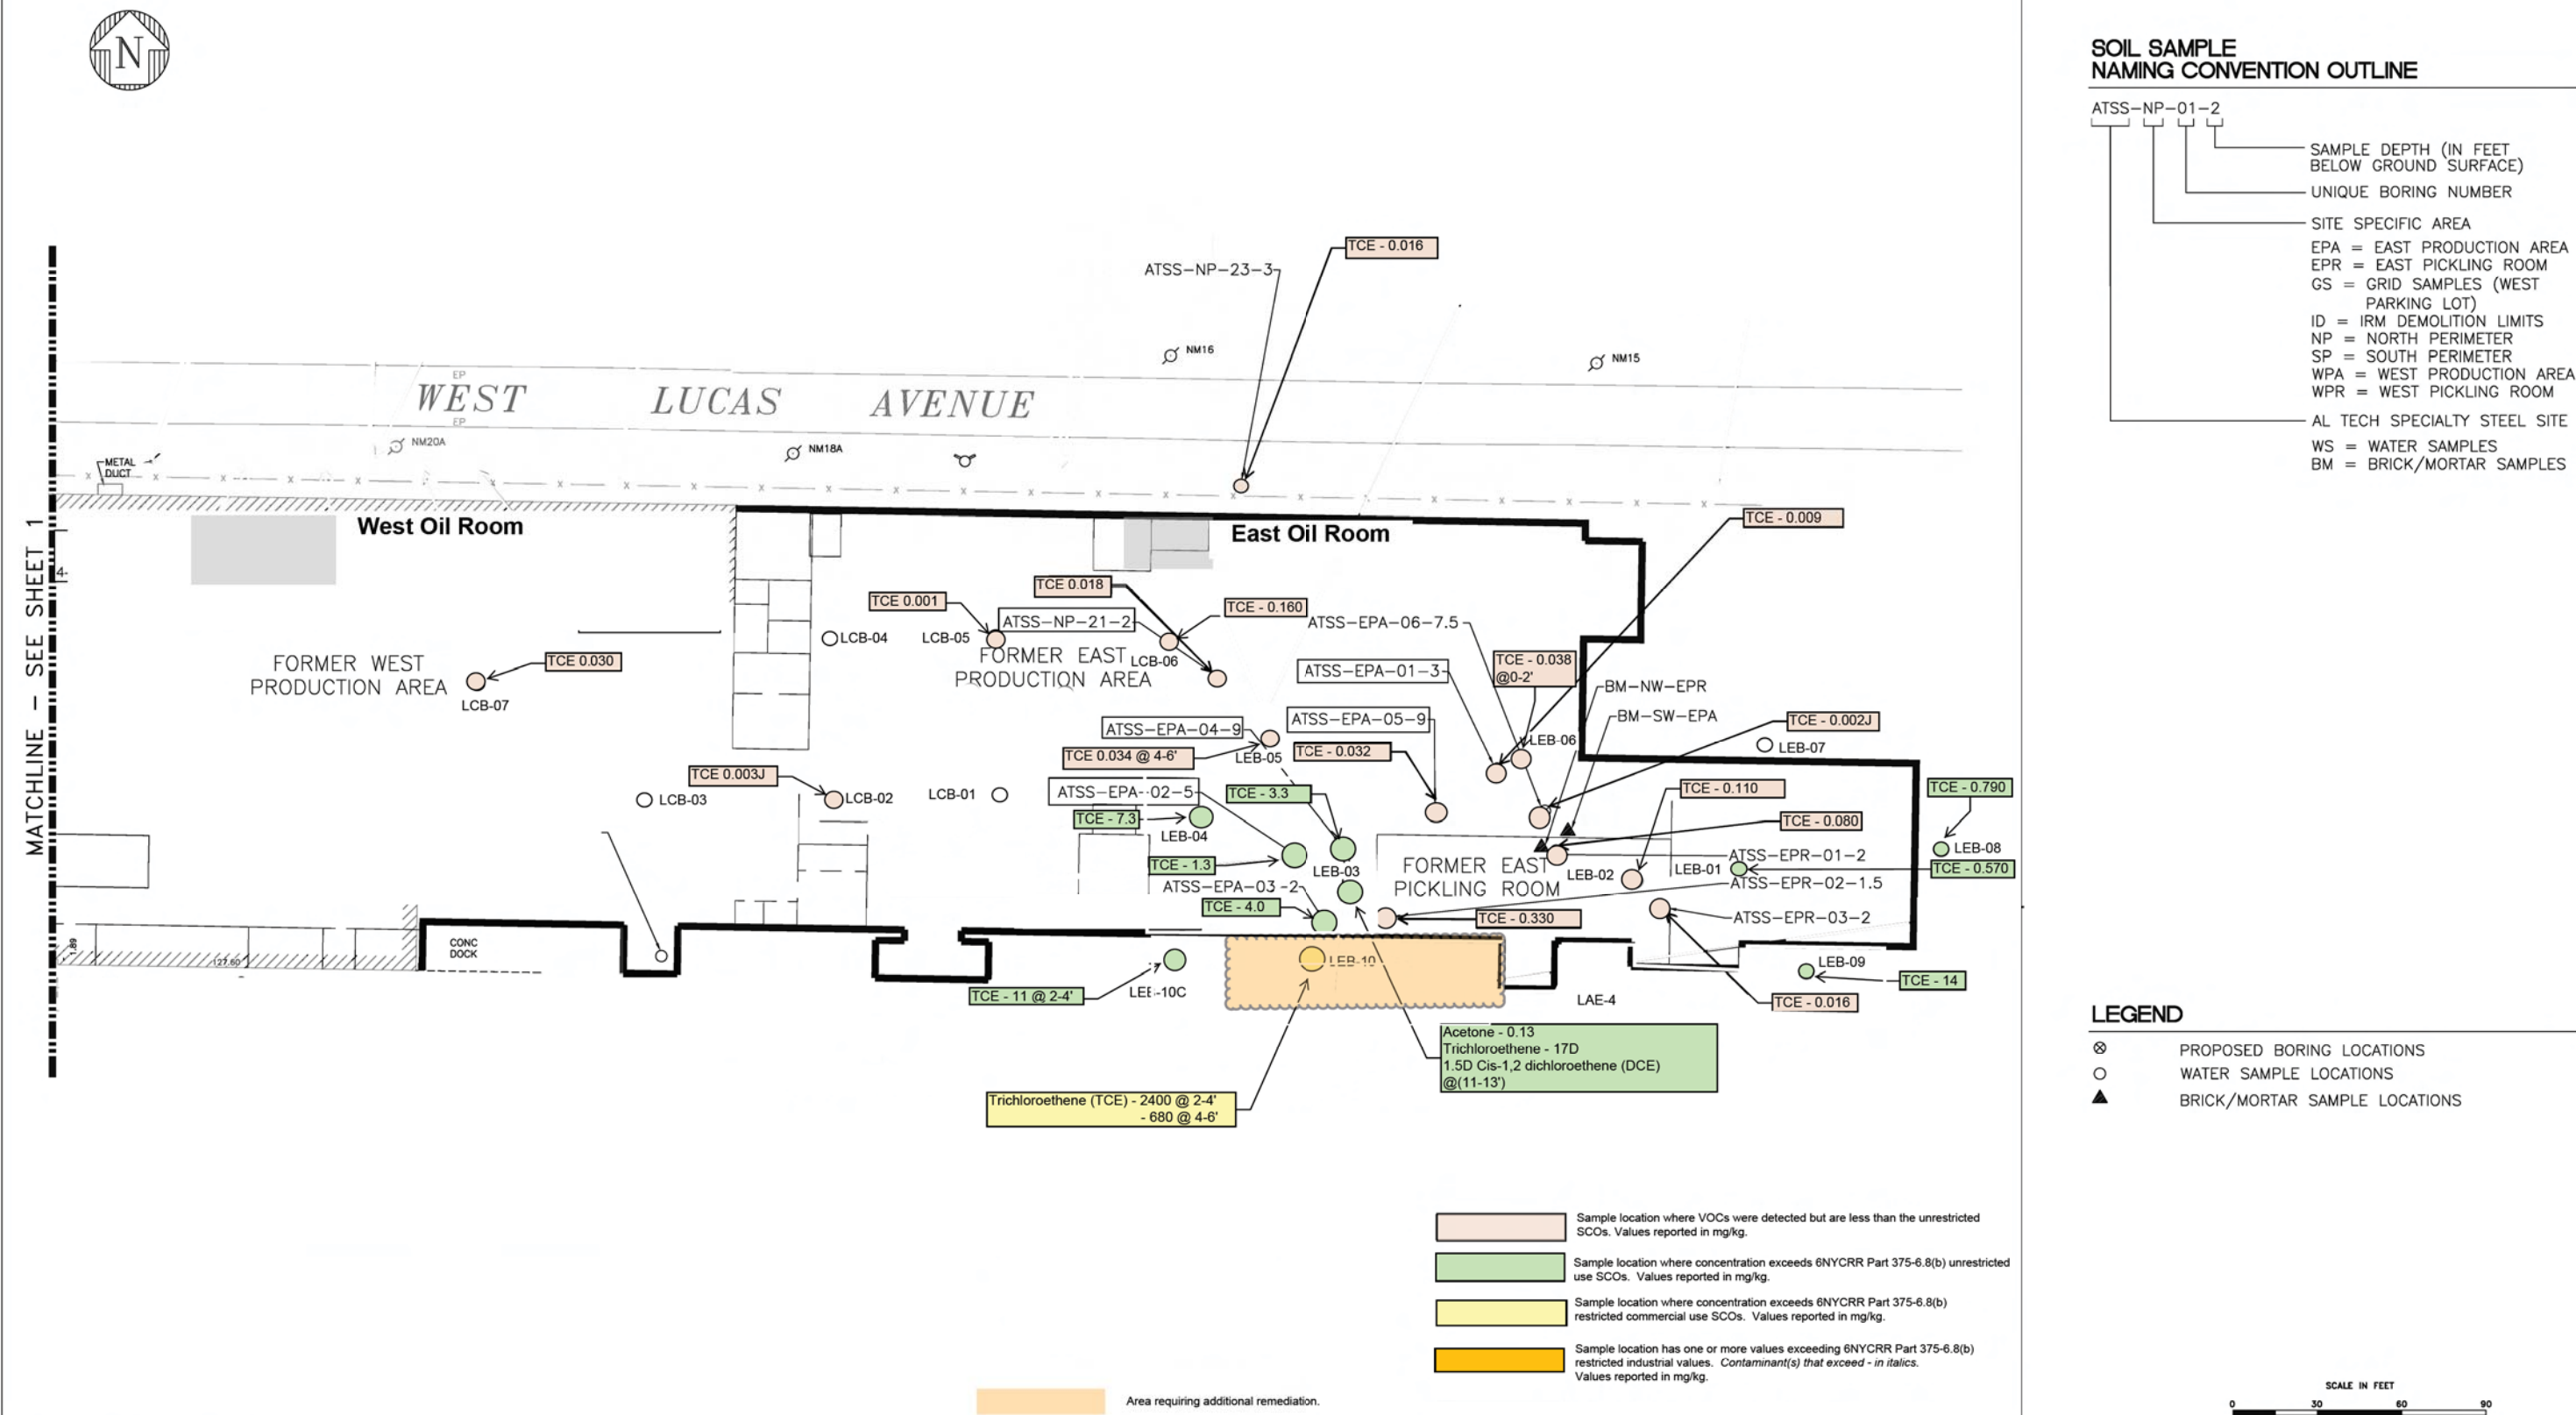 N
SOIL SAMPLE
NAMING CONVENTION OUTLINE
ATSS-NP-01-2
SAMPLE DEPTH (IN FEET
BELOW GROUND SURFACE)
UNIQUE BORING NUMBER
SITE SPECIFIC AREA
EPA = EAST PRODUCTION AREA
EPR = EAST PICKLING ROOM
GS = GRID SAMPLES (WEST
PARKING LOT)
ID = IRM DEMOLITION LIMITS
NP = NORTH PERIMETER
SP = SOUTH PERIMETER
WPA = WEST PRODUCTION AREA
WPR = WEST PICKLING ROOM
AL TECH SPECIALTY STEEL SITE
WS = WATER SAMPLES
BM = BRICK/MORTAR SAMPLES
TCE - 0.016
ATSS-NP-23-3
NM16
NM15
EP
WEST LUCAS AVENUE
EP
NM20A
NM18A
METAL
DUCT
MATCHLINE - SEE SHEET 1
4-
West Oil Room
East Oil Room
TCE - 0.009
TCE 0.018
TCE 0.001
TCE - 0.160
ATSS-NP-21-2
ATSS-EPA-06-7.5
LCB-04
LCB-05
LCB-06
FORMER WEST
PRODUCTION AREA
TCE 0.030
LCB-07
FORMER EAST
PRODUCTION AREA
ATSS-EPA-01-3
TCE - 0.038
@0-2'
BM-NW-EPR
BM-SW-EPA
ATSS-EPA-04-9
ATSS-EPA-05-9
TCE - 0.002J
TCE 0.034 @ 4-6'
LEB-05
TCE - 0.032
LEB-06
LEB-07
TCE 0.003J
LCB-03
LCB-02
LCB-01
ATSS-EPA-02-5
TCE - 3.3
TCE - 0.110
TCE - 0.790
TCE - 7.3
LEB-04
TCE - 0.080
LEB-08
TCE - 1.3
LEB-03
FORMER EAST
PICKLING ROOM
LEB-02
LEB-01
ATSS-EPR-01-2
TCE - 0.570
ATSS-EPA-03-2
ATSS-EPR-02-1.5
TCE - 4.0
TCE - 0.330
ATSS-EPR-03-2
CONC
DOCK
1.89
127.60
LEB-10
LEB-09
TCE - 11 @ 2-4'
LEB-10C
LAE-4
TCE - 14
TCE - 0.016
Acetone - 0.13
Trichloroethene - 17D
1.5D Cis-1,2 dichloroethene (DCE)
@(11-13')
Trichloroethene (TCE) - 2400 @ 2-4'
- 680 @ 4-6'
LEGEND
PROPOSED BORING LOCATIONS
WATER SAMPLE LOCATIONS
BRICK/MORTAR SAMPLE LOCATIONS
Sample location where VOCs were detected but are less than the unrestricted
SCOs. Values reported in mg/kg.
Sample location where concentration exceeds 6NYCRR Part 375-6.8(b) unrestricted
use SCOs. Values reported in mg/kg.
Sample location where concentration exceeds 6NYCRR Part 375-6.8(b)
restricted commercial use SCOs. Values reported in mg/kg.
Sample location has one or more values exceeding 6NYCRR Part 375-6.8(b)
restricted industrial values. Contaminant(s) that exceed - in italics.
Values reported in mg/kg.
Area requiring additional remediation.
SCALE IN FEET
0 30 60 90